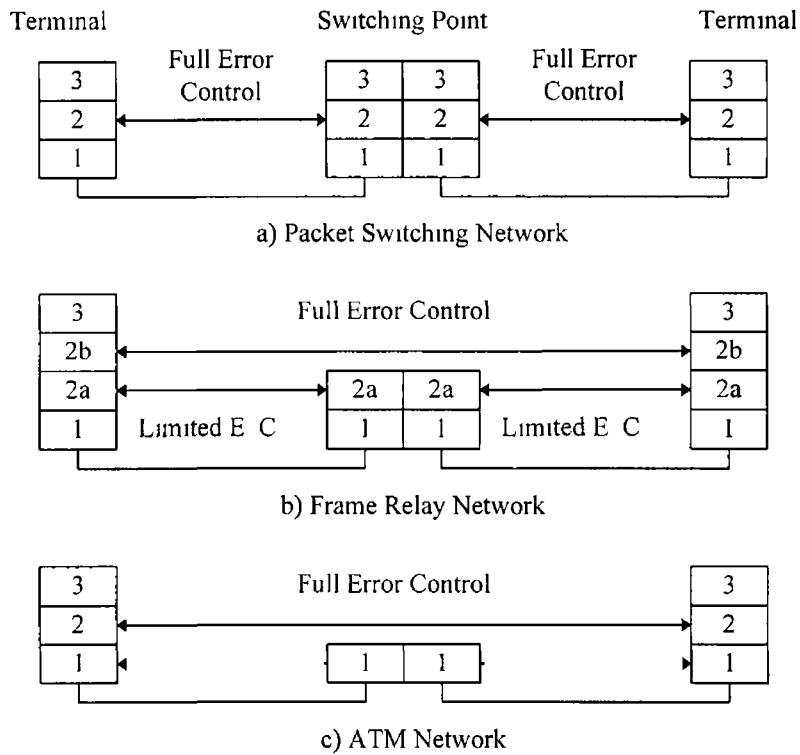 Terminal Switching Point Terminal
Full Error Control Full Error Control
3 3 3 3
2 2 2 2
1 1 1 1
a) Packet Switching Network
3 Full Error Control 3
2b 2b
2a 2a 2a 2a
1 Limited E C 1 1 Limited E C 1
b) Frame Relay Network
3 Full Error Control 3
2 2
1 1 1 1
c) ATM Network